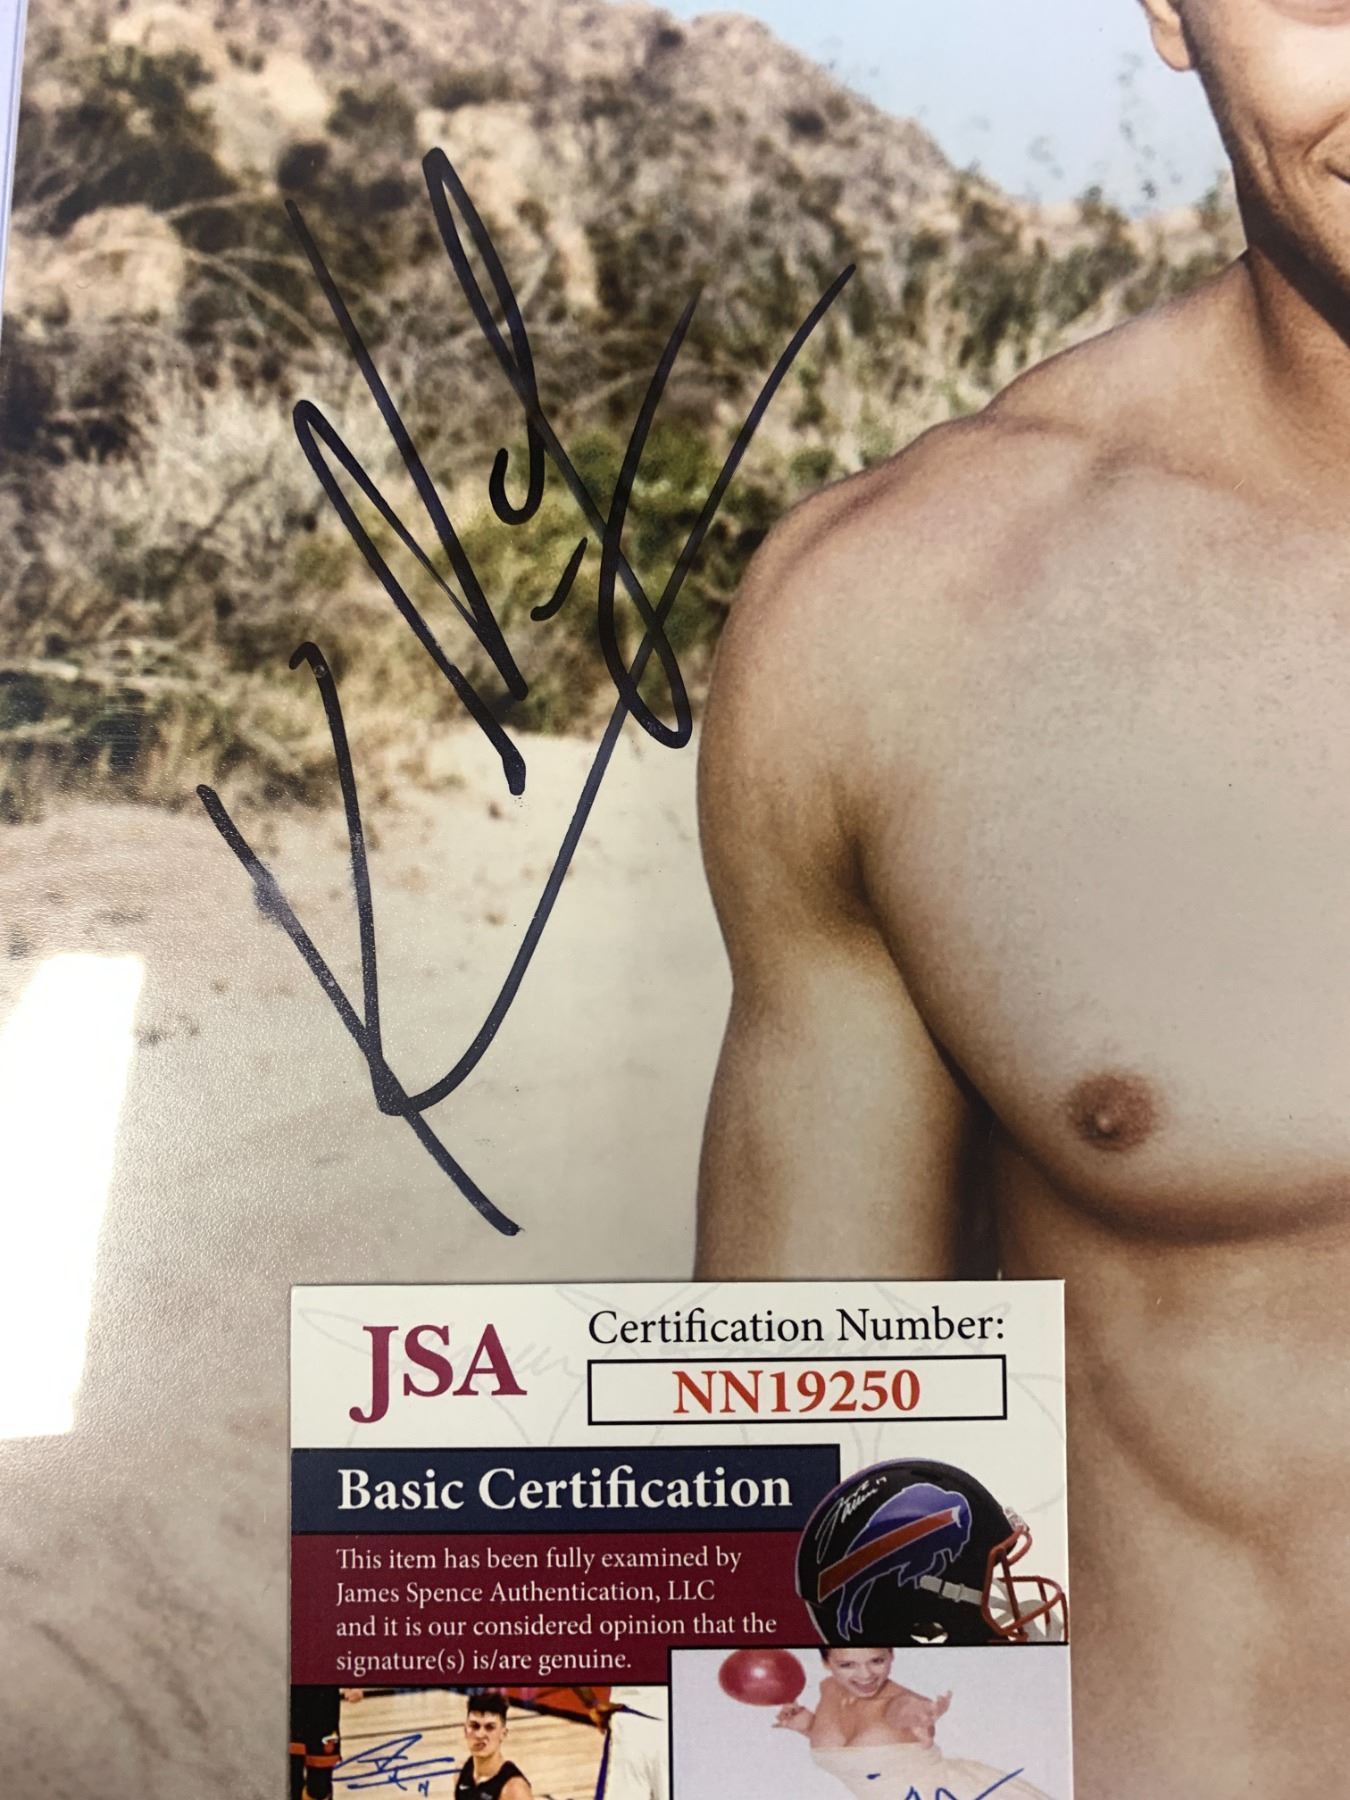 JSA
Certification Number:
NN19250
Basic Certification
This item has been fully examined by
James Spence Authentication, LLC
and it is our considered opinion that the
signature(s) is/are genuine.